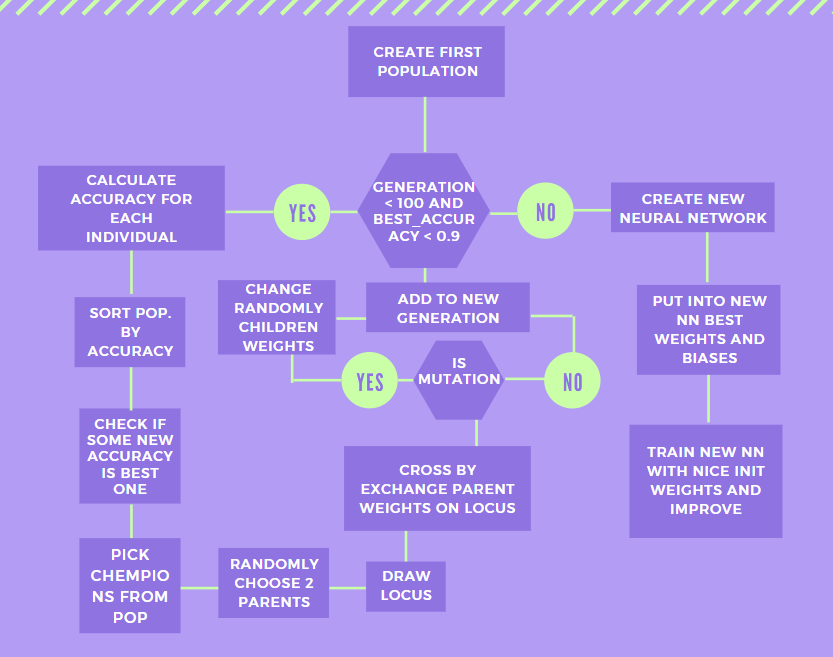 CREATE FIRST
POPULATION
GENERATION
< 100 AND
BEST_ACCUR
ACY < 0.9
YES
NO
CALCULATE
ACCURACY FOR
EACH
INDIVIDUAL
CREATE NEW
NEURAL NETWORK
SORT POP.
BY
ACCURACY
CHANGE
RANDOMLY
CHILDREN
WEIGHTS
ADD TO NEW
GENERATION
PUT INTO NEW
NN BEST
WEIGHTS AND
BIASES
IS
MUTATION
YES
NO
CHECK IF
SOME NEW
ACCURACY
IS BEST
ONE
CROSS BY
EXCHANGE PARENT
WEIGHTS ON LOCUS
TRAIN NEW NN
WITH NICE INIT
WEIGHTS AND
IMPROVE
PICK
CHEMPIO
NS FROM
POP
RANDOMLY
CHOOSE 2
PARENTS
DRAW
LOCUS